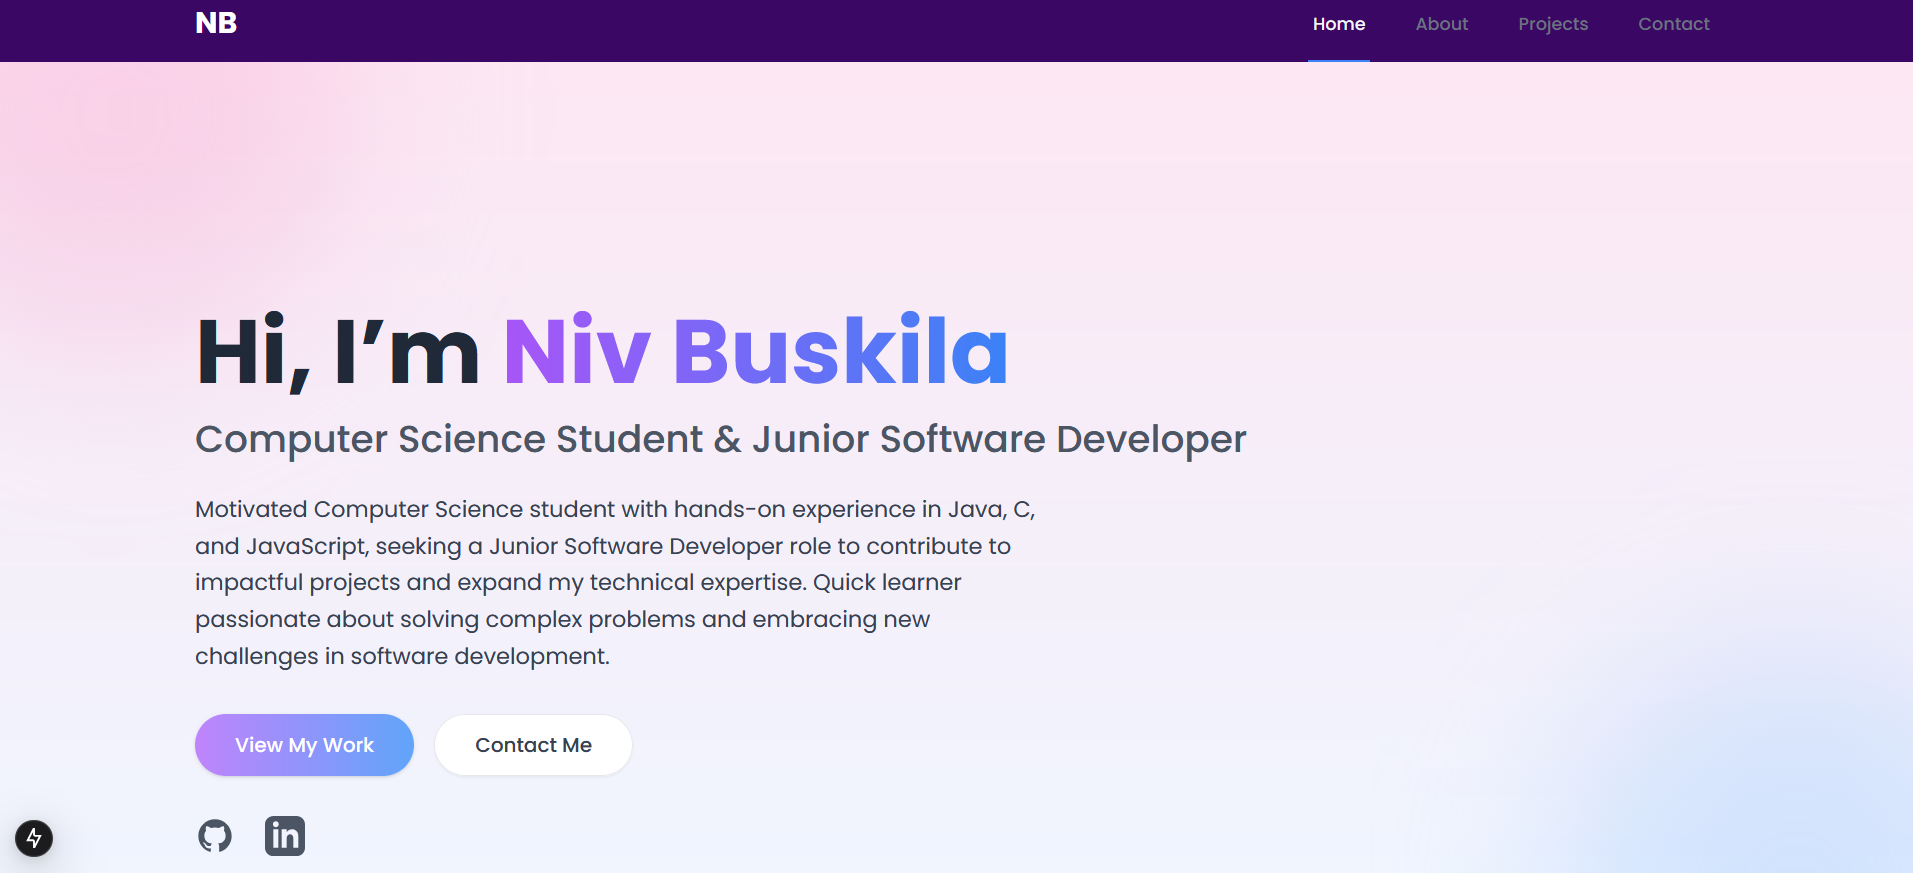 NB
Home About Projects Contact
Hi, I’m Niv Buskila
Computer Science Student & Junior Software Developer
Motivated Computer Science student with hands-on experience in Java, C,
and JavaScript, seeking a Junior Software Developer role to contribute to
impactful projects and expand my technical expertise. Quick learner
passionate about solving complex problems and embracing new
challenges in software development.
View My Work Contact Me
in